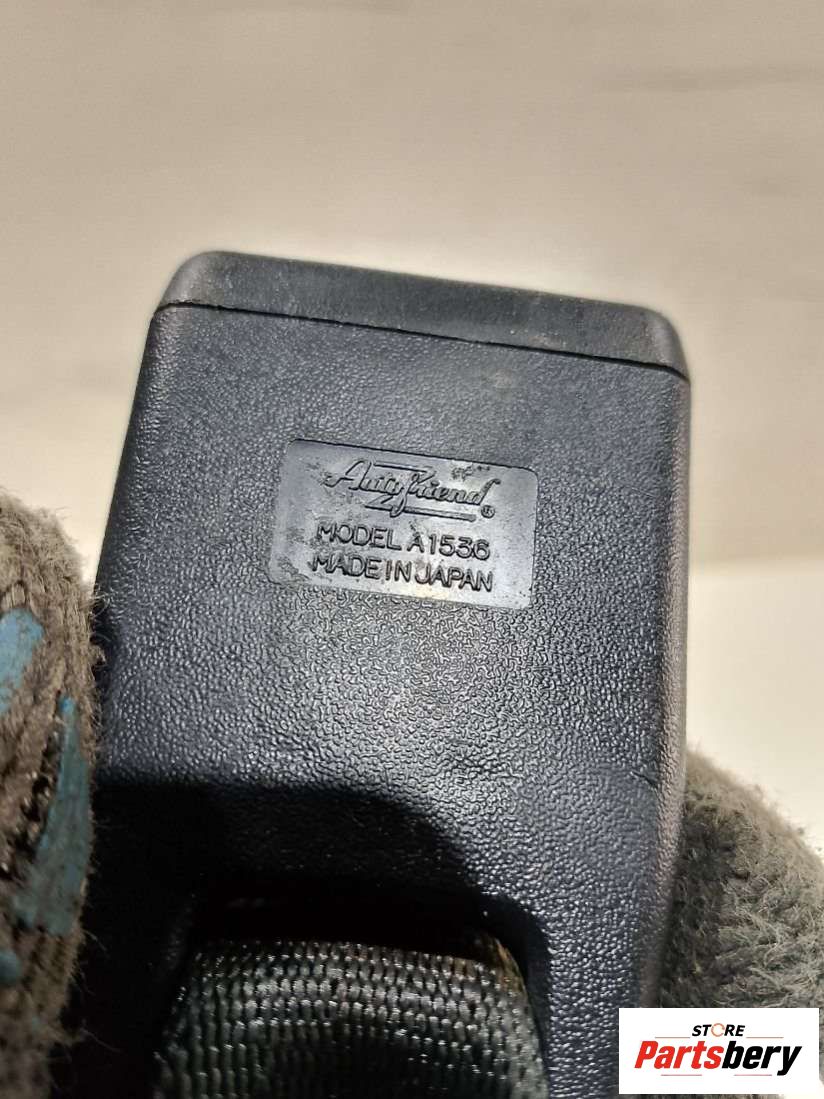 Autofriend®
MODEL A1536
MADE IN JAPAN
STORE
Partsbery